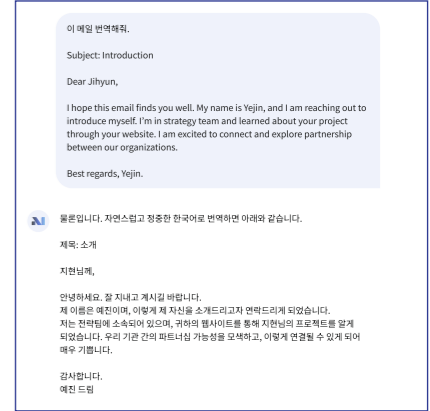 이 메일 번역해줘.
Subject: Introduction
Dear Jihyun,
I hope this email finds you well. My name is Yejin, and I am reaching out to
introduce myself. I'm in strategy team and learned about your project
through your website. I am excited to connect and explore partnership
between our organizations.
Best regards, Yejin.
물론입니다. 자연스럽고 정중한 한국어로 번역하면 아래와 같습니다.
제목: 소개
지현님께,
안녕하세요. 잘 지내고 계시길 바랍니다.
제 이름은 예진이며, 이렇게 제 자신을 소개드리고자 연락드리게 되었습니다.
저는 전략팀에 소속되어 있으며, 귀하의 웹사이트를 통해 지현님의 프로젝트를 알게
되었습니다. 우리 기관 간의 파트너십 가능성을 모색하고, 이렇게 연결될 수 있게 되어
매우 기쁩니다.
감사합니다.
예진 드림